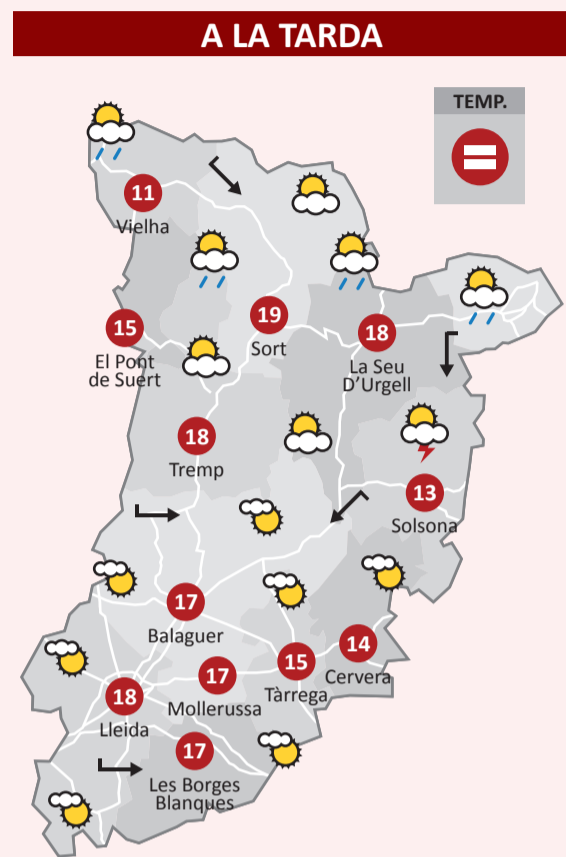 A LA TARDA
TEMP.
11
Vielha
19
Sort
15
El Pont
de Suert
18
La Seu
D'Urgell
18
Tremp
13
Solsona
17
Balaguer
14
Cervera
15
Tàrrega
17
Mollerussa
18
Lleida
17
Les Borges
Blanques